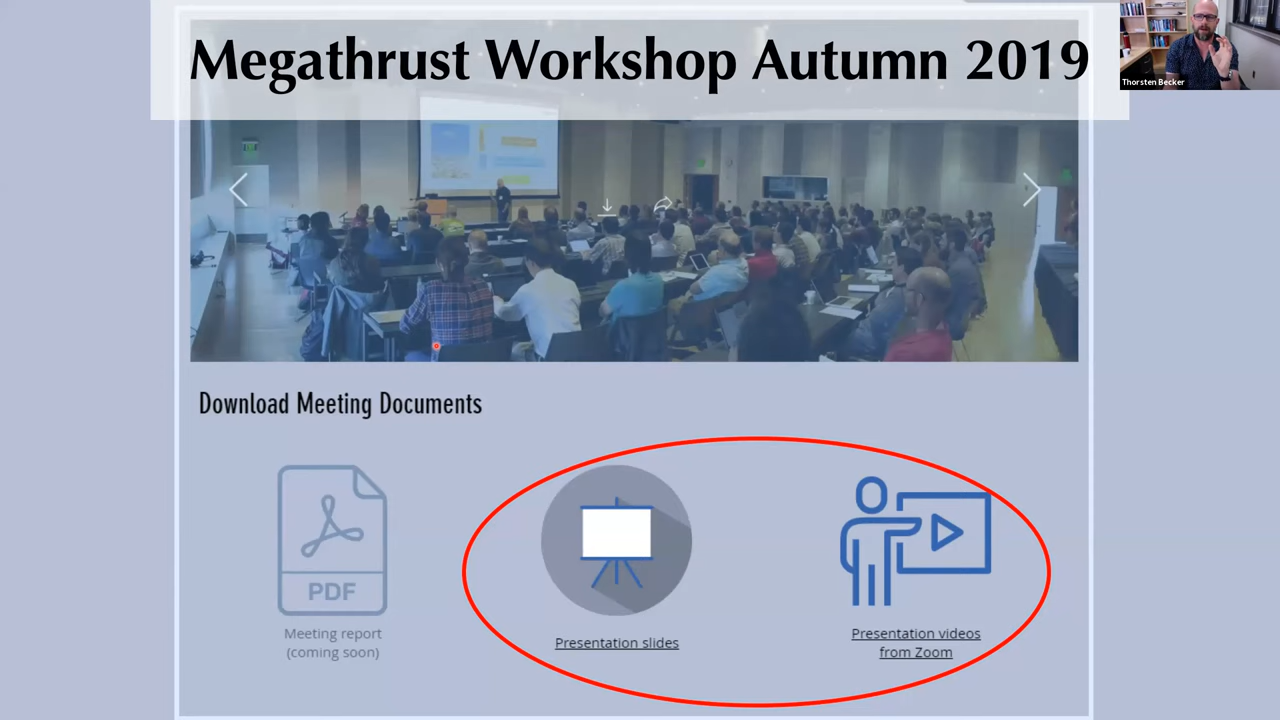 Megathrust Workshop Autumn 2019
Thorsten Becker
Download Meeting Documents
PDF
Meeting report
(coming soon)
Presentation slides
Presentation videos
from Zoom